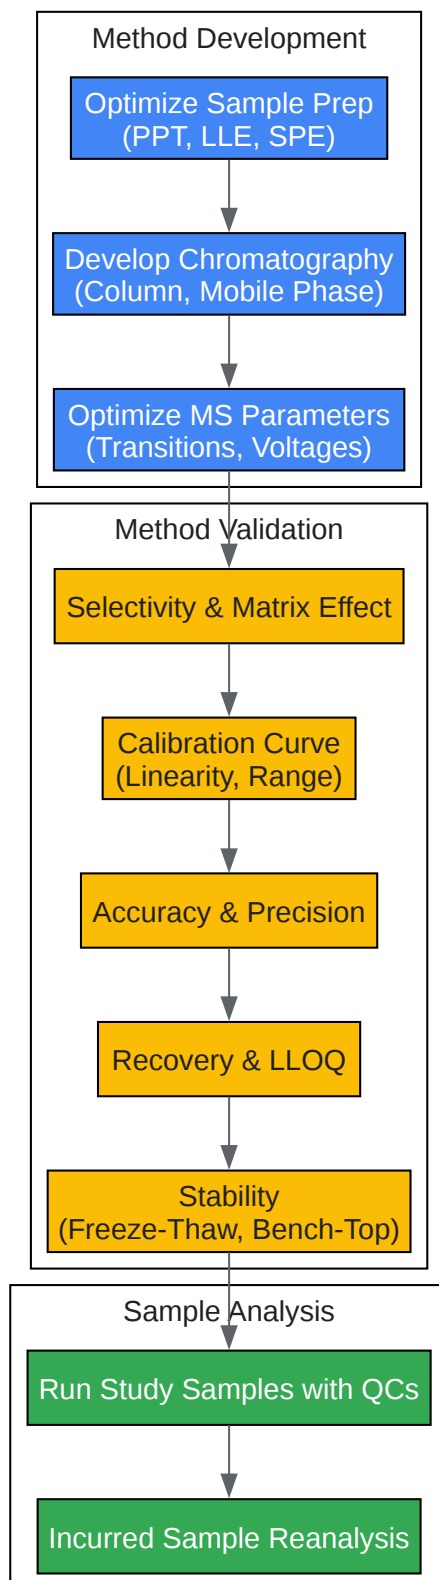 Method Development
Optimize Sample Prep
(PPT, LLE, SPE)
Develop Chromatography
(Column, Mobile Phase)
Optimize MS Parameters
(Transitions, Voltages)
Method Validation
Selectivity & Matrix Effect
Calibration Curve
(Linearity, Range)
Accuracy & Precision
Recovery & LLOQ
Stability
(Freeze-Thaw, Bench-Top)
Sample Analysis
Run Study Samples with QCs
Incurred Sample Reanalysis